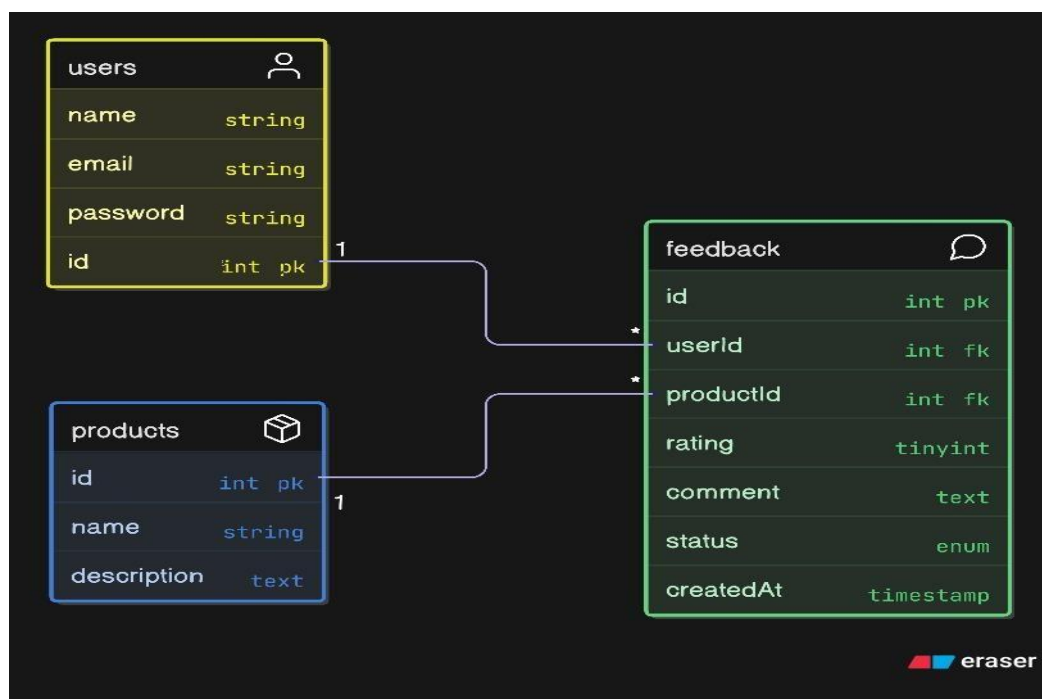 users
name string
email string
password string
id int pk
1
products
id int pk
1
name string
description text
feedback
id int pk
*
userId int fk
*
productId int fk
rating tinyint
comment text
status enum
createdAt timestamp
eraser